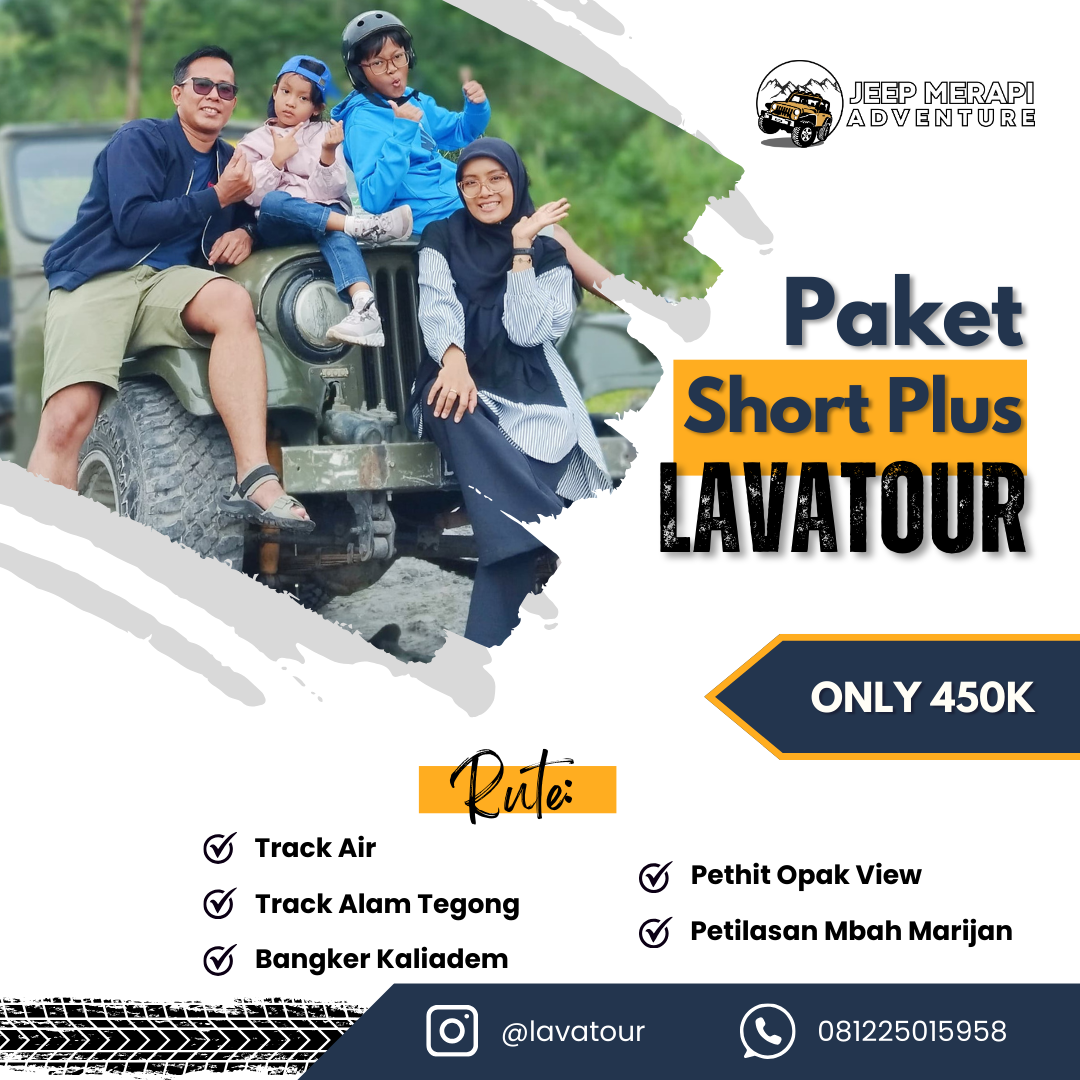 JEEP MERAPI
ADVENTURE
Paket
Short Plus
LAVATOUR
ONLY 450K
Rute:
Track Air
Track Alam Tegong
Bangker Kaliadem
Pethit Opak View
Petilasan Mbah Marijan
@lavatour
081225015958